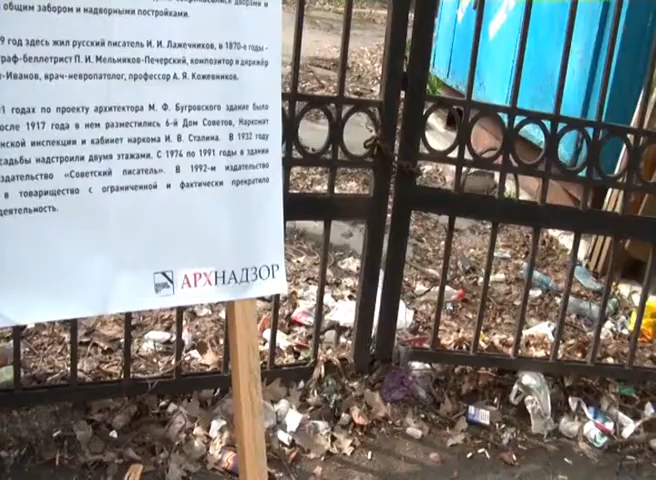 общим забором и надворными постройками.
9 год здесь жил русский писатель И. И. Лажечников, в 1870-е годы -
граф-беллетрист П. И. Мельников-Печерский, композитор и дирижёр
-Иванов, врач-невропатолог, профессор А. Я. Кожевников.
1 годах по проекту архитектора М. Ф. Бугровского здание было
осле 1917 года в нем разместились 6-й Дом Советов, Наркомат
нской инспекции и кабинет наркома И. В. Сталина. В 1932 году
садьбы надстроили двумя этажами. С 1974 по 1991 годы в здании
здательство «Советский писатель». В 1992-м издательство
в товарищество с ограниченной и фактически прекратило
деятельность.
АРХНАДЗОР